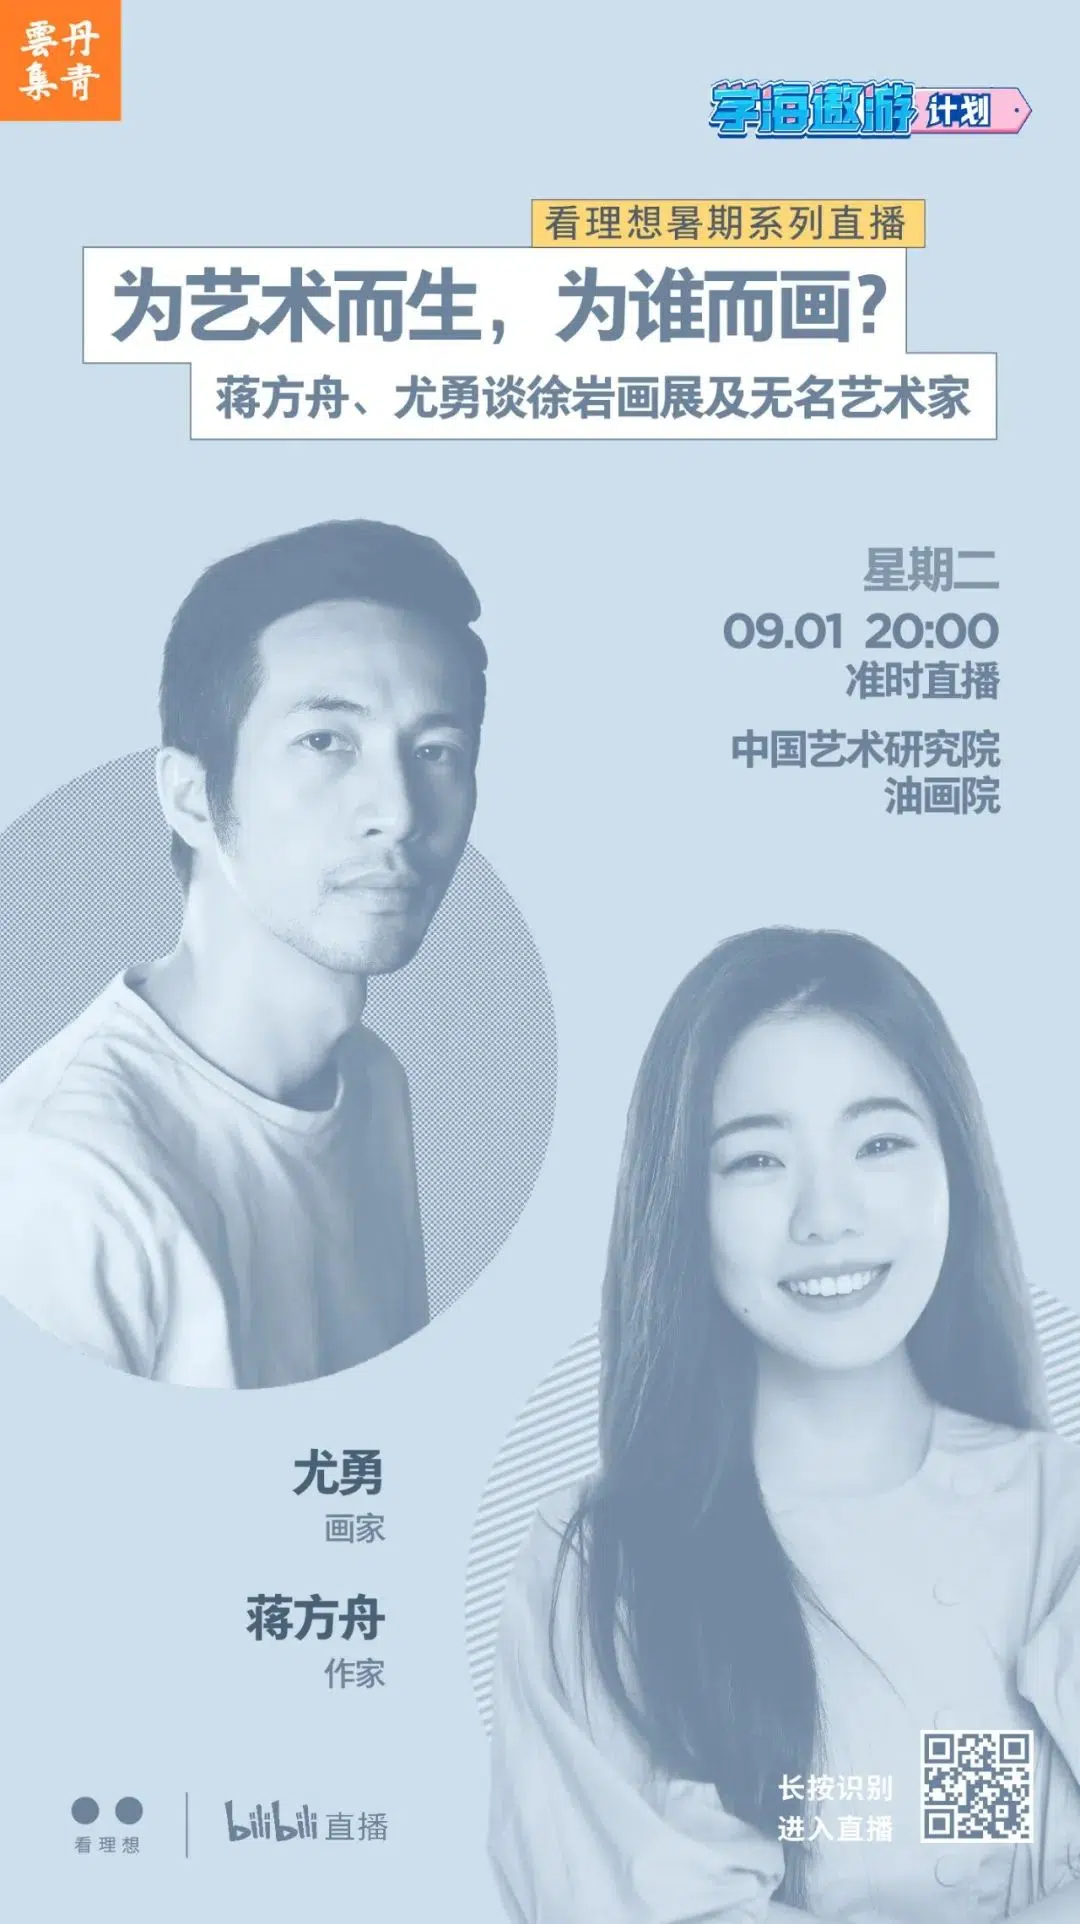 雲丹
集青
学海遨游计划
看理想暑期系列直播
为艺术而生，为谁而画？
蒋方舟、尤勇谈徐岩画展及无名艺术家
星期二
09.01 20:00
准时直播
中国艺术研究院
油画院
尤勇
画家
蒋方舟
作家
看理想
bilibili 直播
长按识别
进入直播